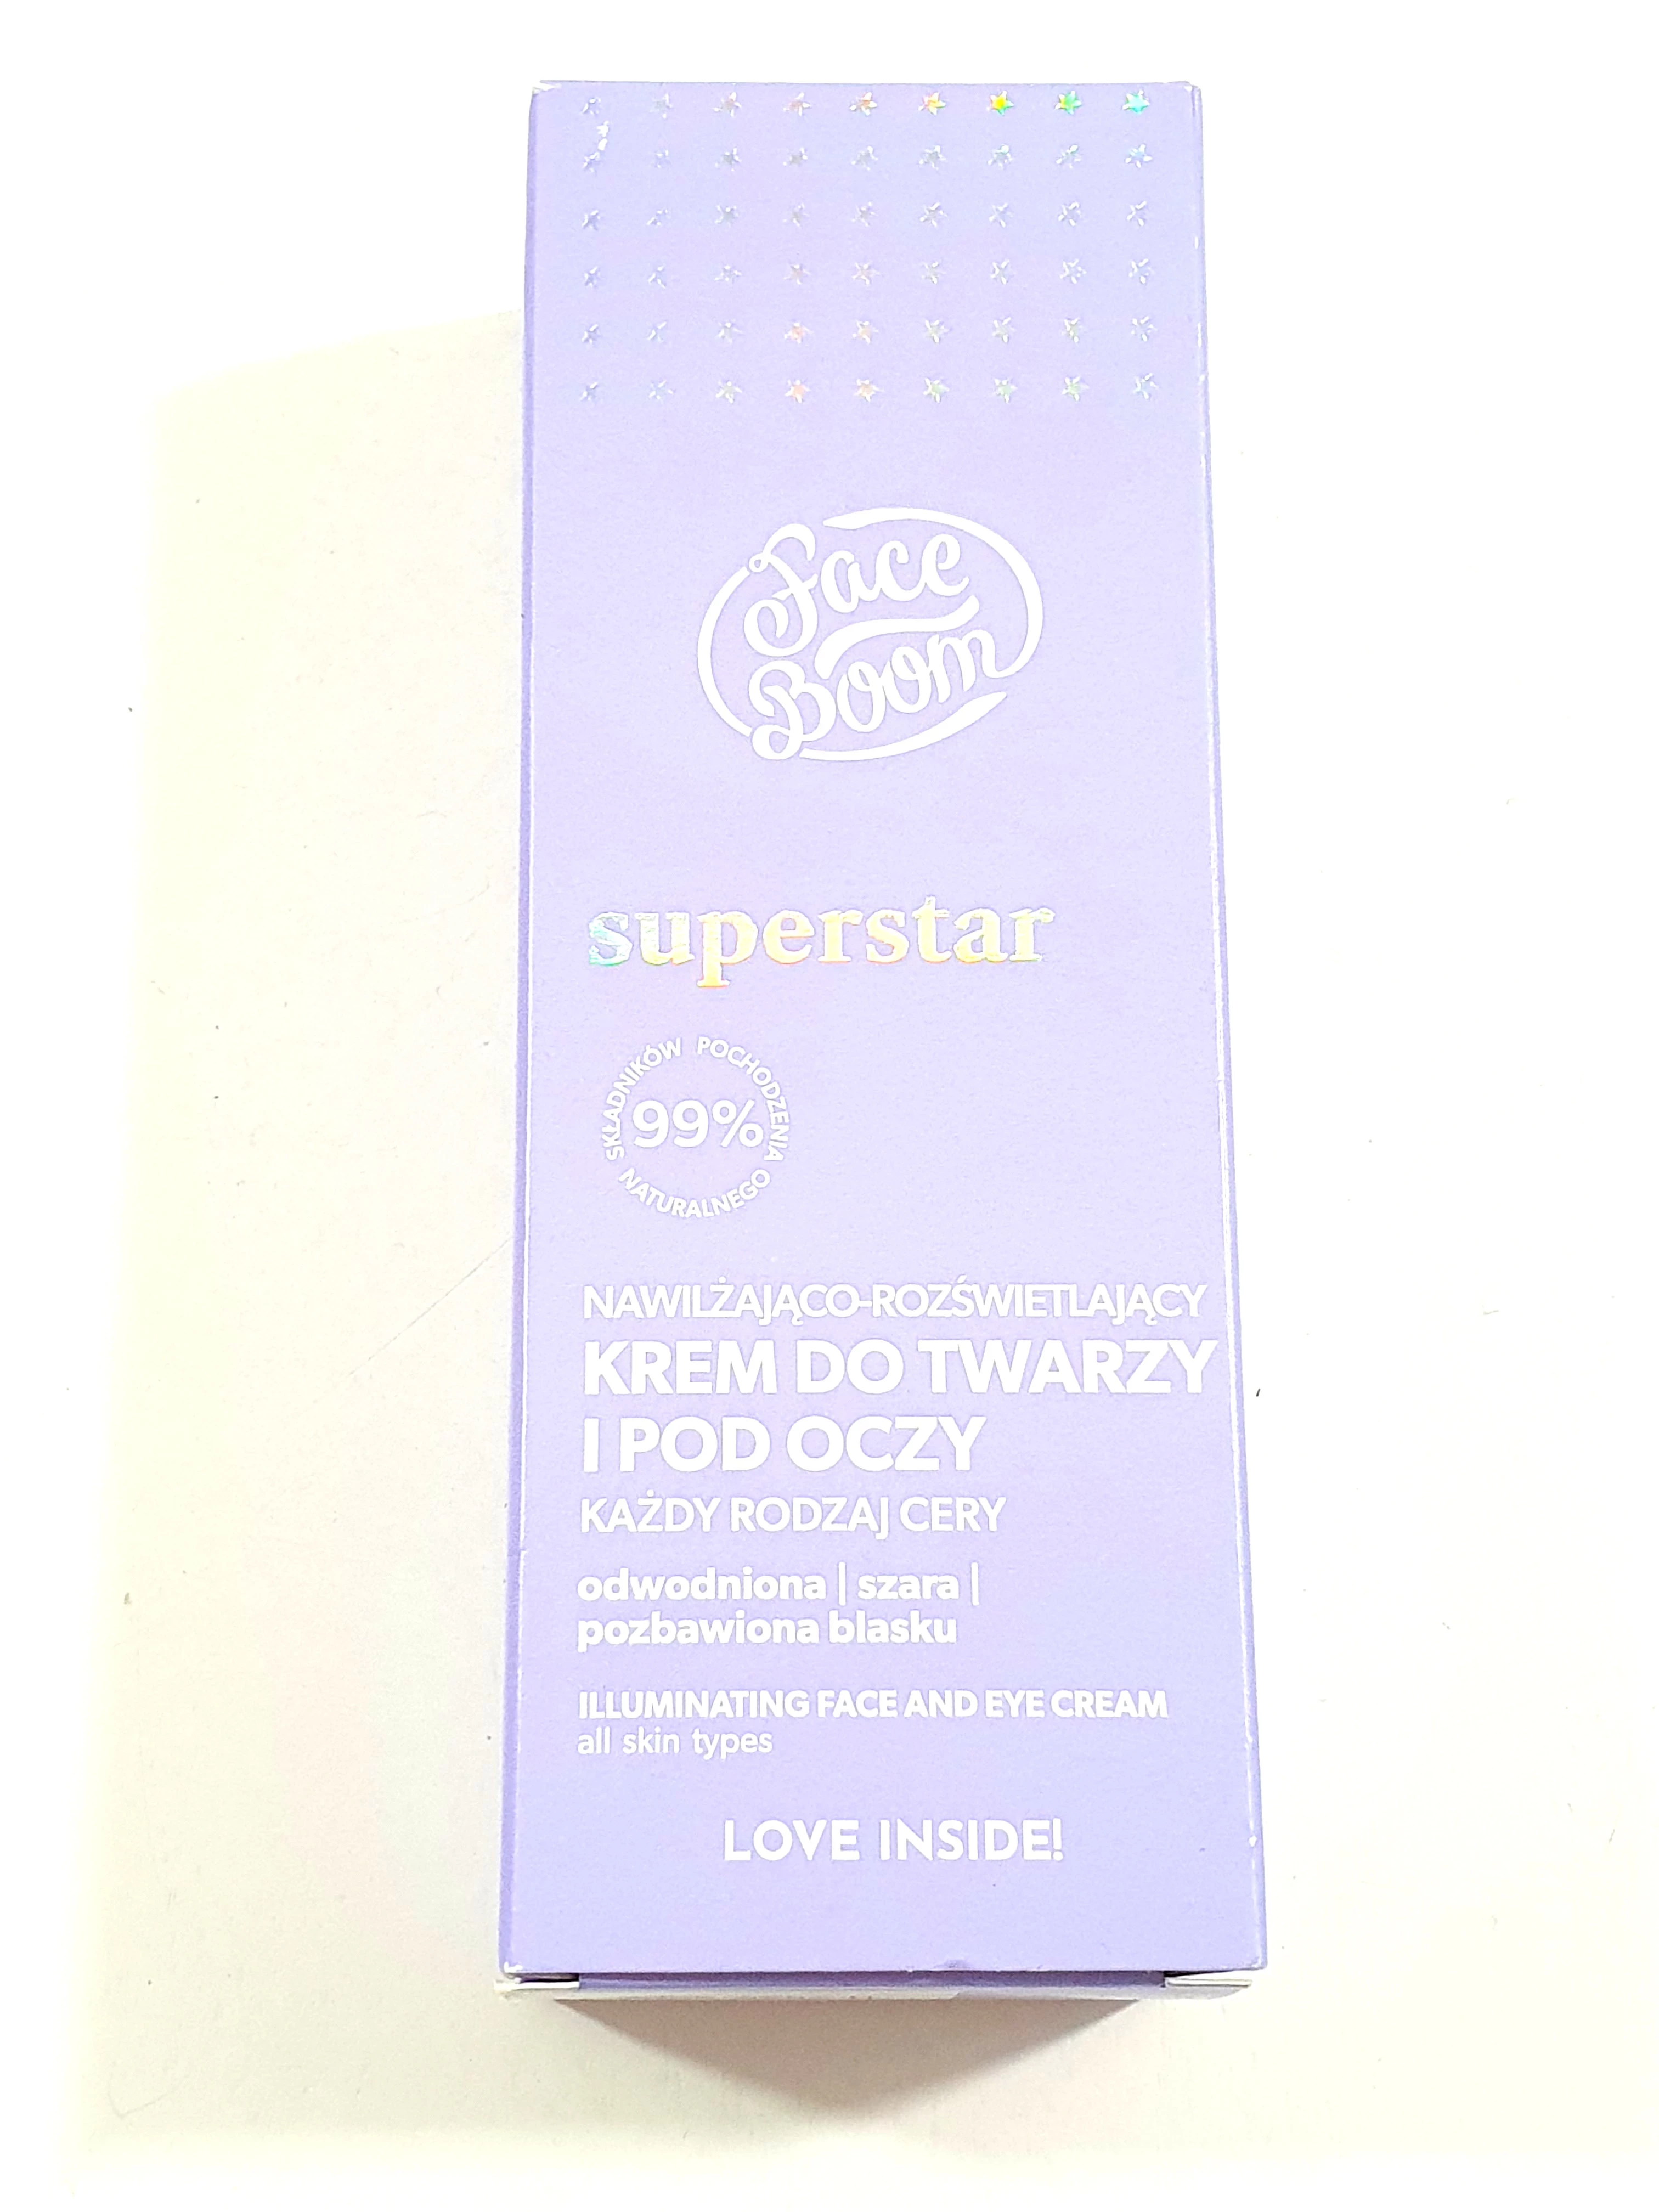 Face
Boom
superstar
SKŁADNIKÓW POCHODZENIA NATURALNEGO
99%
NAWILŻAJĄCO-ROZŚWIETLAJĄCY
KREM DO TWARZY
I POD OCZY
KAŻDY RODZAJ CERY
odwodniona | szara |
pozbawiona blasku
ILLUMINATING FACE AND EYE CREAM
all skin types
LOVE INSIDE!